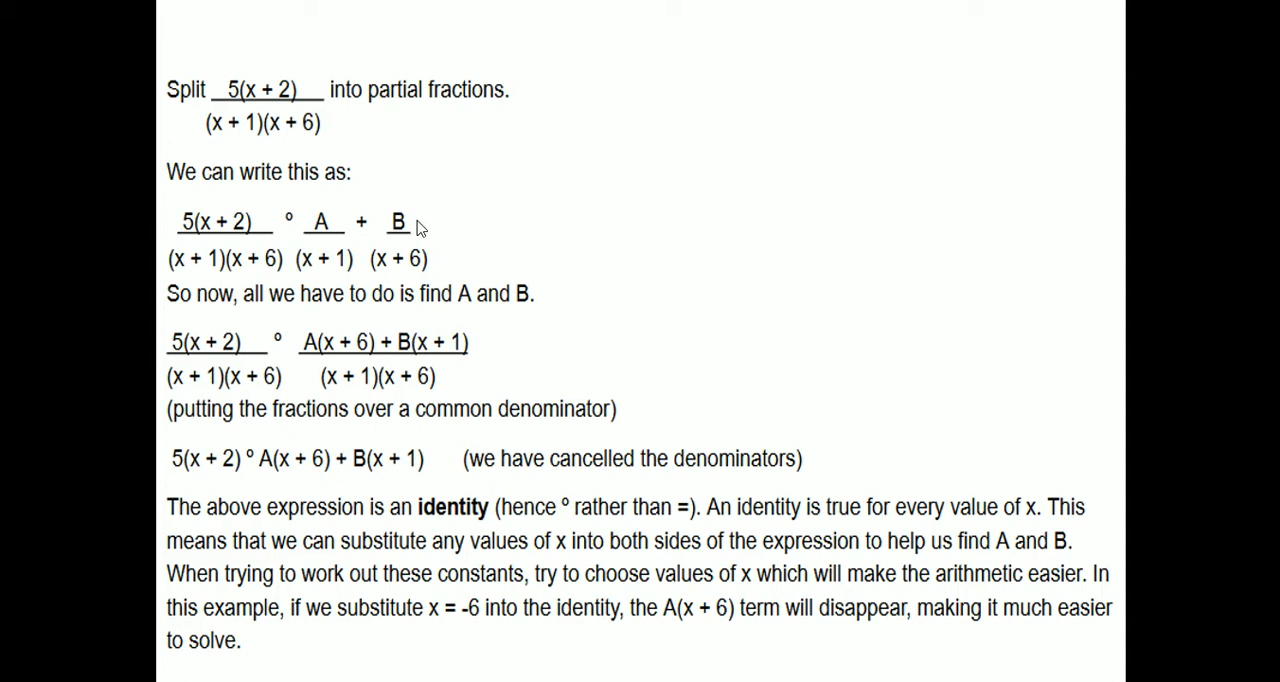 Split 5(x + 2) into partial fractions.
(x + 1)(x + 6)
We can write this as:
5(x + 2) º A + B
(x + 1)(x + 6) (x + 1) (x + 6)
So now, all we have to do is find A and B.
5(x + 2) º A(x + 6) + B(x + 1)
(x + 1)(x + 6) (x + 1)(x + 6)
(putting the fractions over a common denominator)
5(x + 2) º A(x + 6) + B(x + 1) (we have cancelled the denominators)
The above expression is an identity (hence º rather than =). An identity is true for every value of x. This
means that we can substitute any values of x into both sides of the expression to help us find A and B.
When trying to work out these constants, try to choose values of x which will make the arithmetic easier. In
this example, if we substitute x = -6 into the identity, the A(x + 6) term will disappear, making it much easier
to solve.